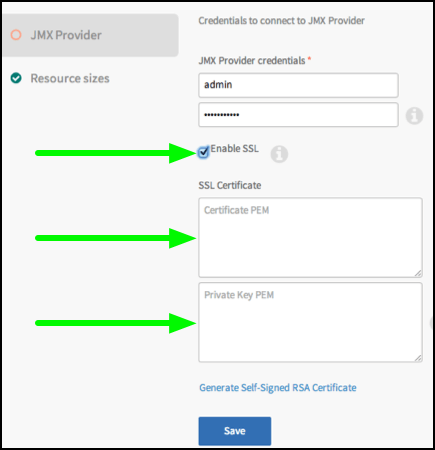 JMX Provider
Resource sizes
Credentials to connect to JMX Provider
JMX Provider credentials *
admin
•••••••••••
Enable SSL
SSL Certificate
Certificate PEM
Private Key PEM
Generate Self-Signed RSA Certificate
Save